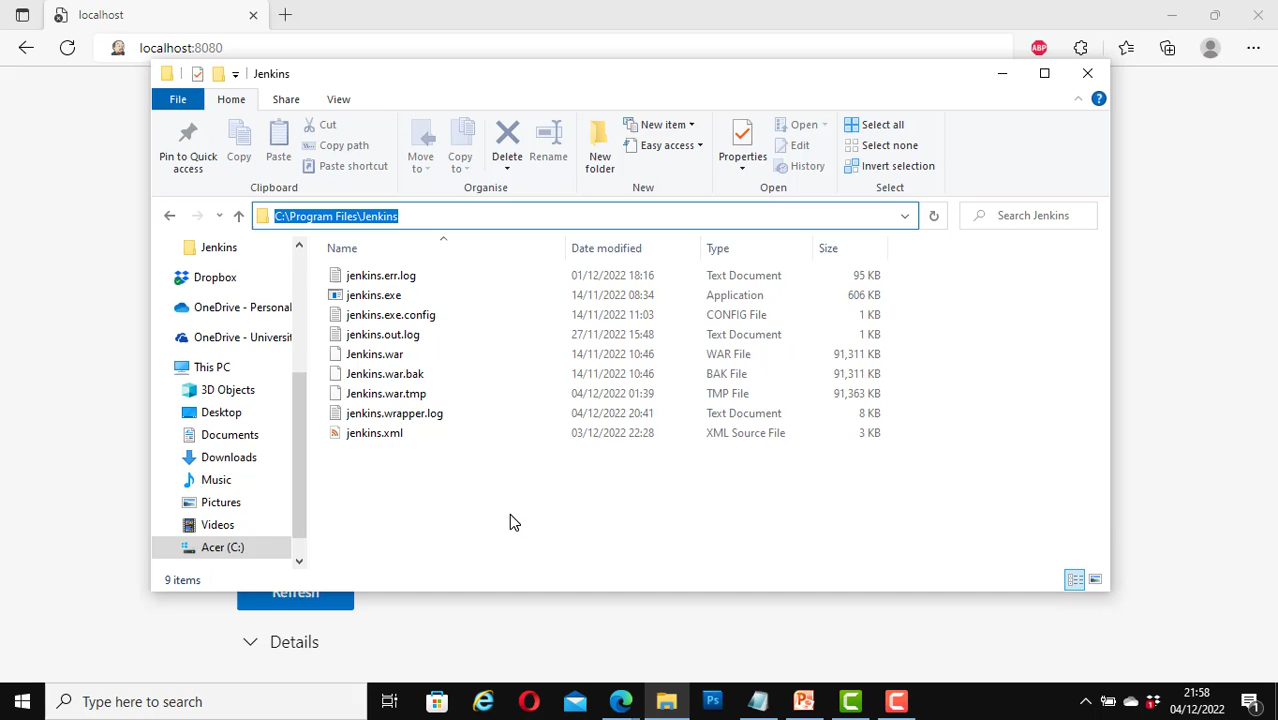 localhost
localhost:8080
ABP
Jenkins
File Home Share View
Pin to Quick access
Copy
Paste
Cut
Copy path
Paste shortcut
Move to
Copy to
Delete
Rename
New folder
New item
Easy access
Properties
Open
Edit
History
Select all
Select none
Invert selection
Clipboard Organise New Open Select
C:\Program Files\Jenkins
Search Jenkins
Name Date modified Type Size
jenkins.err.log 01/12/2022 18:16 Text Document 95 KB
jenkins.exe 14/11/2022 08:34 Application 606 KB
jenkins.exe.config 14/11/2022 11:03 CONFIG File 1 KB
jenkins.out.log 27/11/2022 15:48 Text Document 1 KB
Jenkins.war 14/11/2022 10:46 WAR File 91,311 KB
Jenkins.war.bak 14/11/2022 10:46 BAK File 91,311 KB
Jenkins.war.tmp 04/12/2022 01:39 TMP File 91,363 KB
jenkins.wrapper.log 04/12/2022 20:41 Text Document 8 KB
jenkins.xml 03/12/2022 22:28 XML Source File 3 KB
Jenkins
Dropbox
OneDrive - Personal
OneDrive - Universit
This PC
3D Objects
Desktop
Documents
Downloads
Music
Pictures
Videos
Acer (C:)
9 items
Refresh
Details
Type here to search
Ps
21:58
04/12/2022
1
1